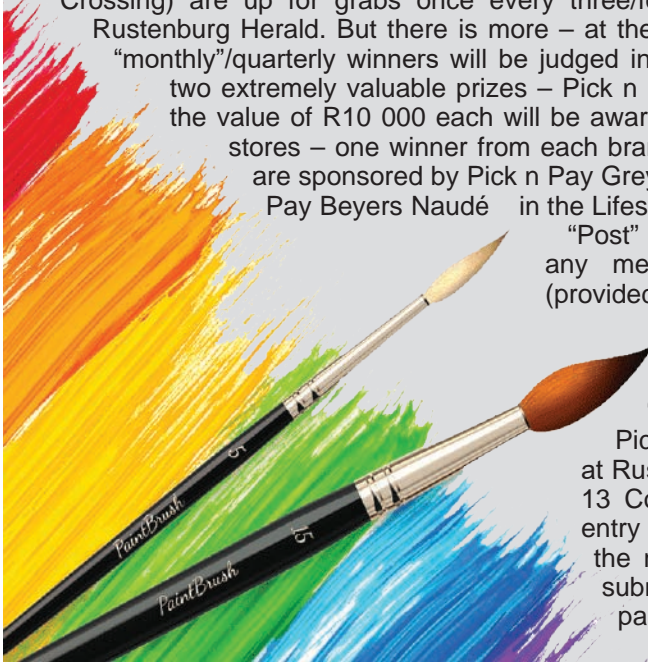 Crossing) are up for grabs once every three/
Rustenburg Herald. But there is more – at the
“monthly”/quarterly winners will be judged in
two extremely valuable prizes – Pick n
the value of R10 000 each will be awar
stores – one winner from each bran
are sponsored by Pick n Pay Grey
Pay Beyers Naudé in the Lifes
“Post”
any me
(provided
Pic
at Rus
13 Co
entry
the
subr
pa
5
PaintBrush
15
PaintBrush